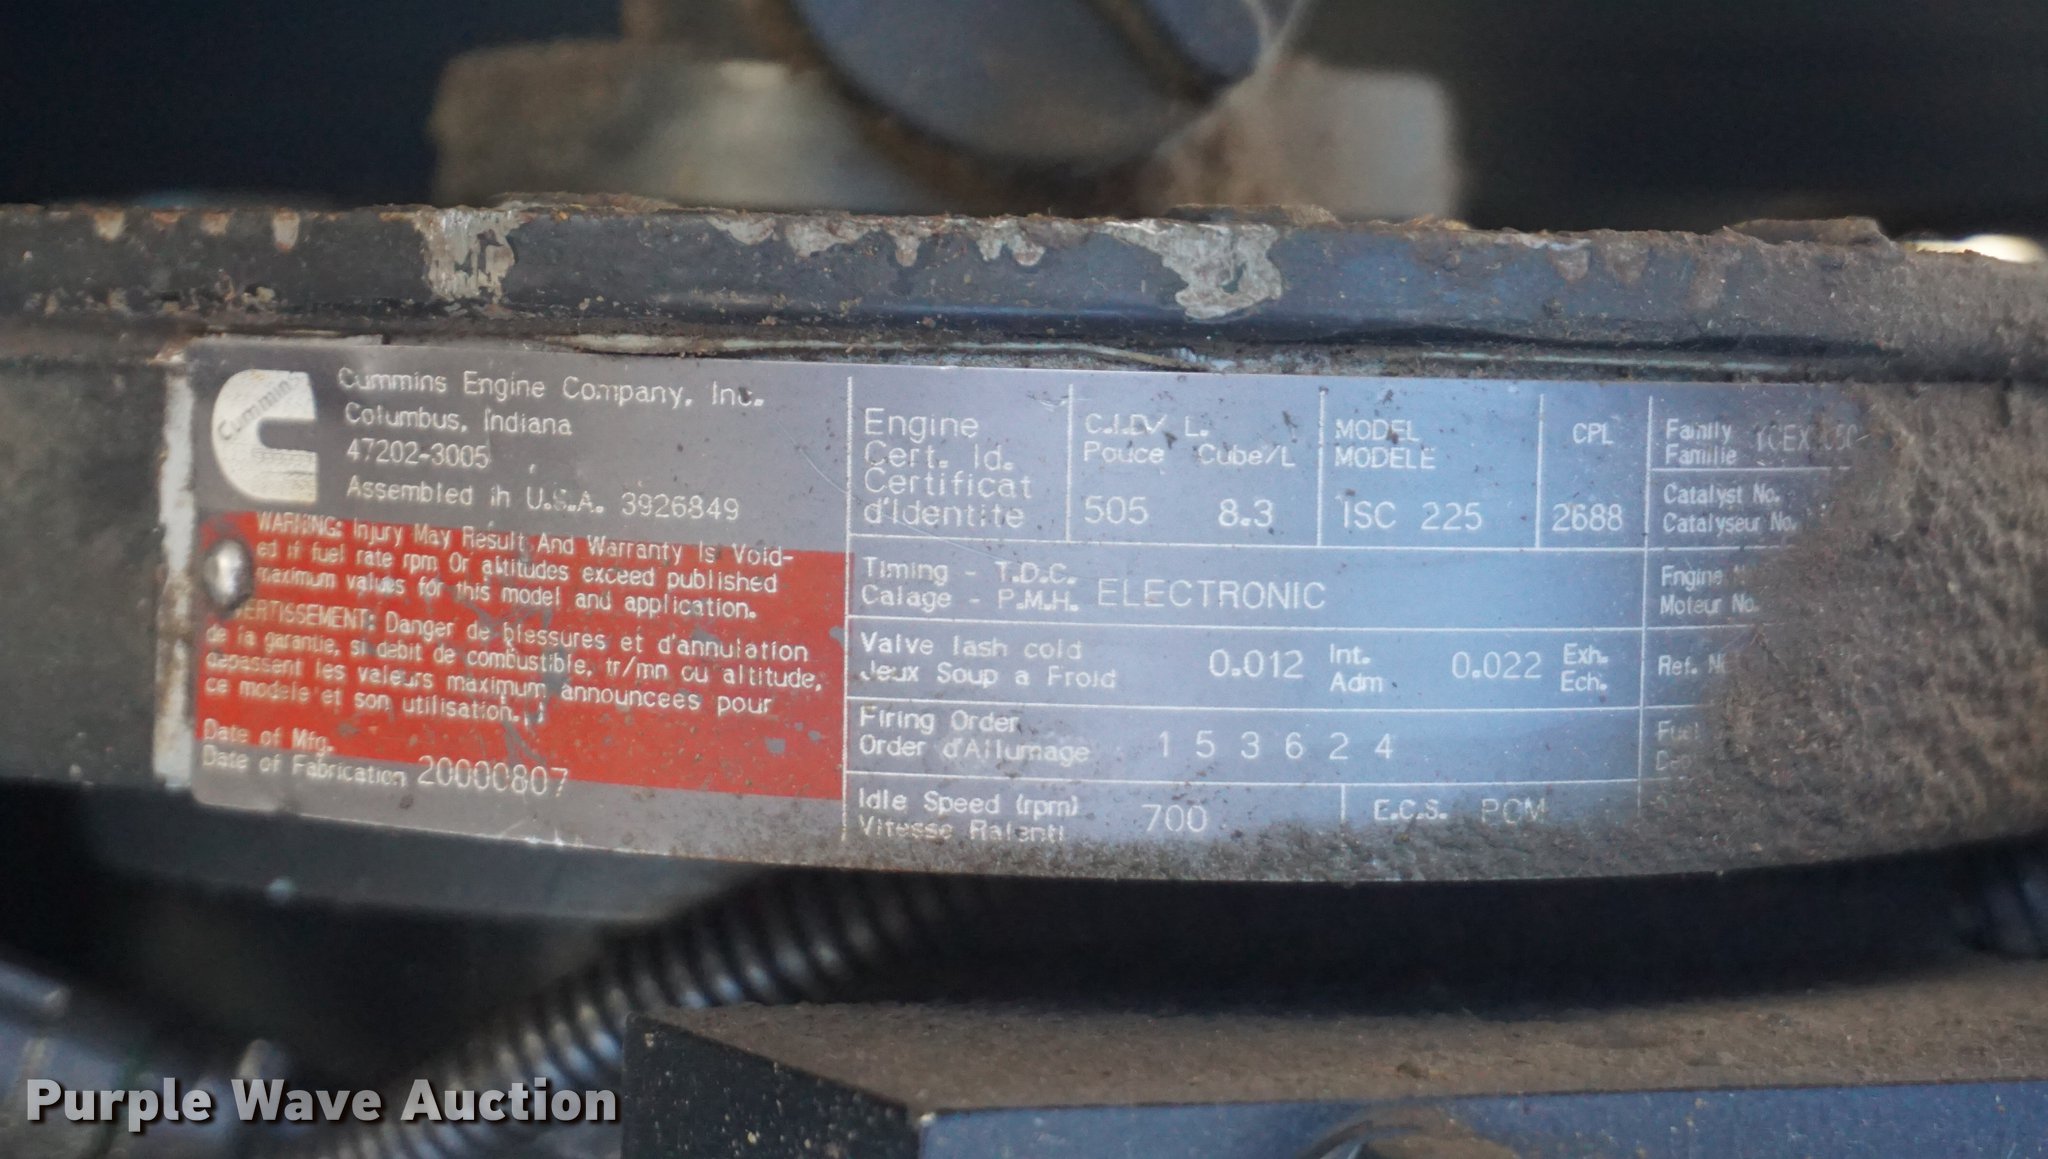 Cummins
Cummins Engine Company, Inc.
Columbus, Indiana
47202-3005
Assembled in U.S.A. 3926849
WARNING: Injury May Result And Warranty Is Void-
ed if fuel rate rpm Or altitudes exceed published
maximum values for this model and application.
Danger de blessures et d'annulation
de la garantie, si debit de combustible, tr/mn ou altitude,
depassent les valeurs maximum announcees pour
ce modele et son utilisation.
Date of Mfg.
Date of Fabrication 20000807
Engine
Cert. Id.
Certificat
d'Identite
C.I.D/ L.
Pouce Cube/L
505 8.3
MODEL
MODELE
ISC 225
CPL
2688
Family
Famille
Catalyst No.
Catalyseur No.
Engine
Moteur No.
Ref.
Fuel
Timing - T.D.C.
Calage - P.M.H. ELECTRONIC
Valve lash cold
Jeux Soup a Froid
0.012 Int.
Adm
0.022 Exh.
Ech.
Firing Order
Order d'Allumage 1 5 3 6 2 4
Idle Speed (rpm)
Vitesse Ralenti
700
E.C.S. PCM
Purple Wave Auction